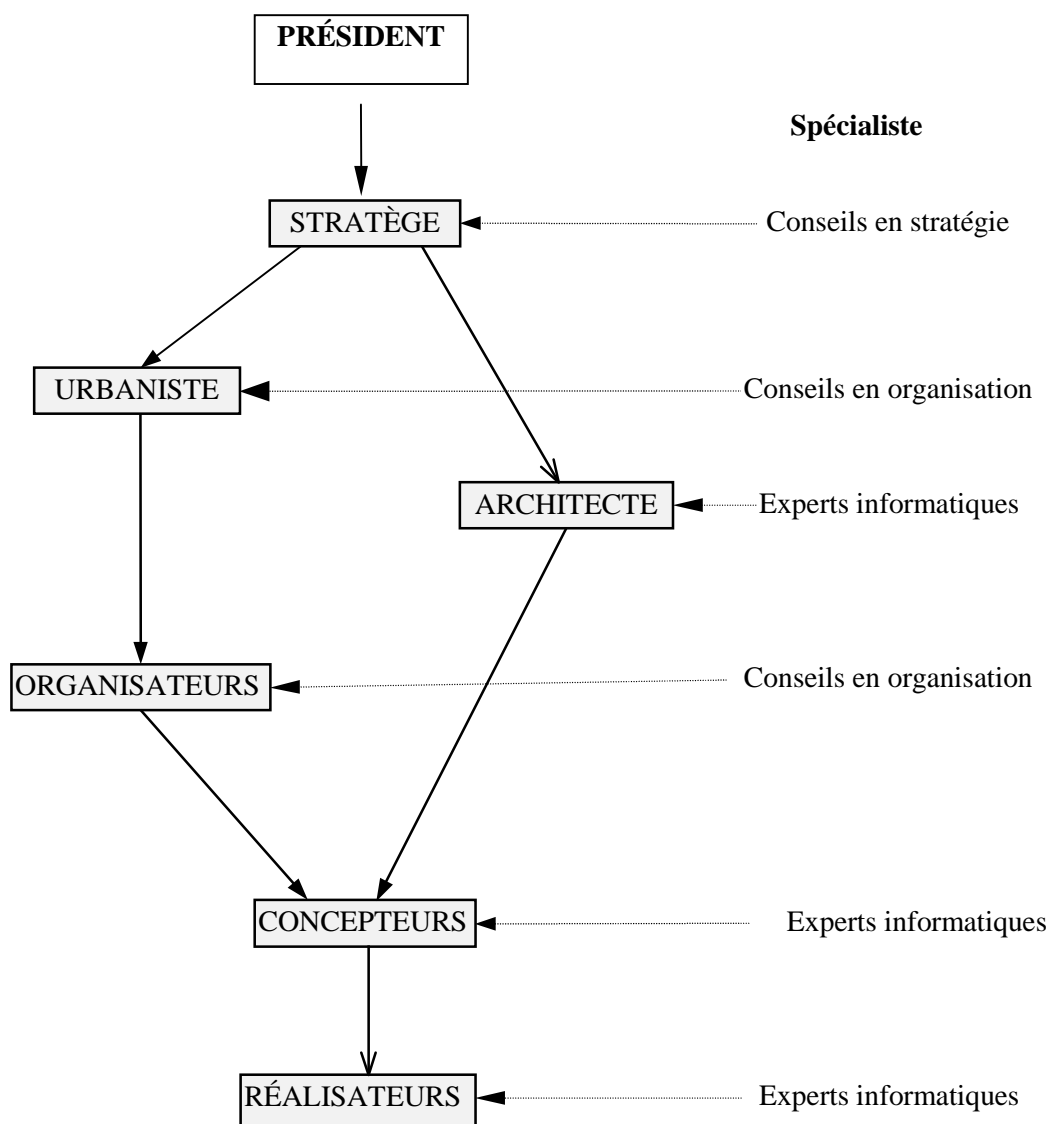 PRÉSIDENT
Spécialiste
STRATÈGE
Conseils en stratégie
URBANISTE
Conseils en organisation
ARCHITECTE
Experts informatiques
ORGANISATEURS
Conseils en organisation
CONCEPTEURS
Experts informatiques
RÉALISATEURS
Experts informatiques